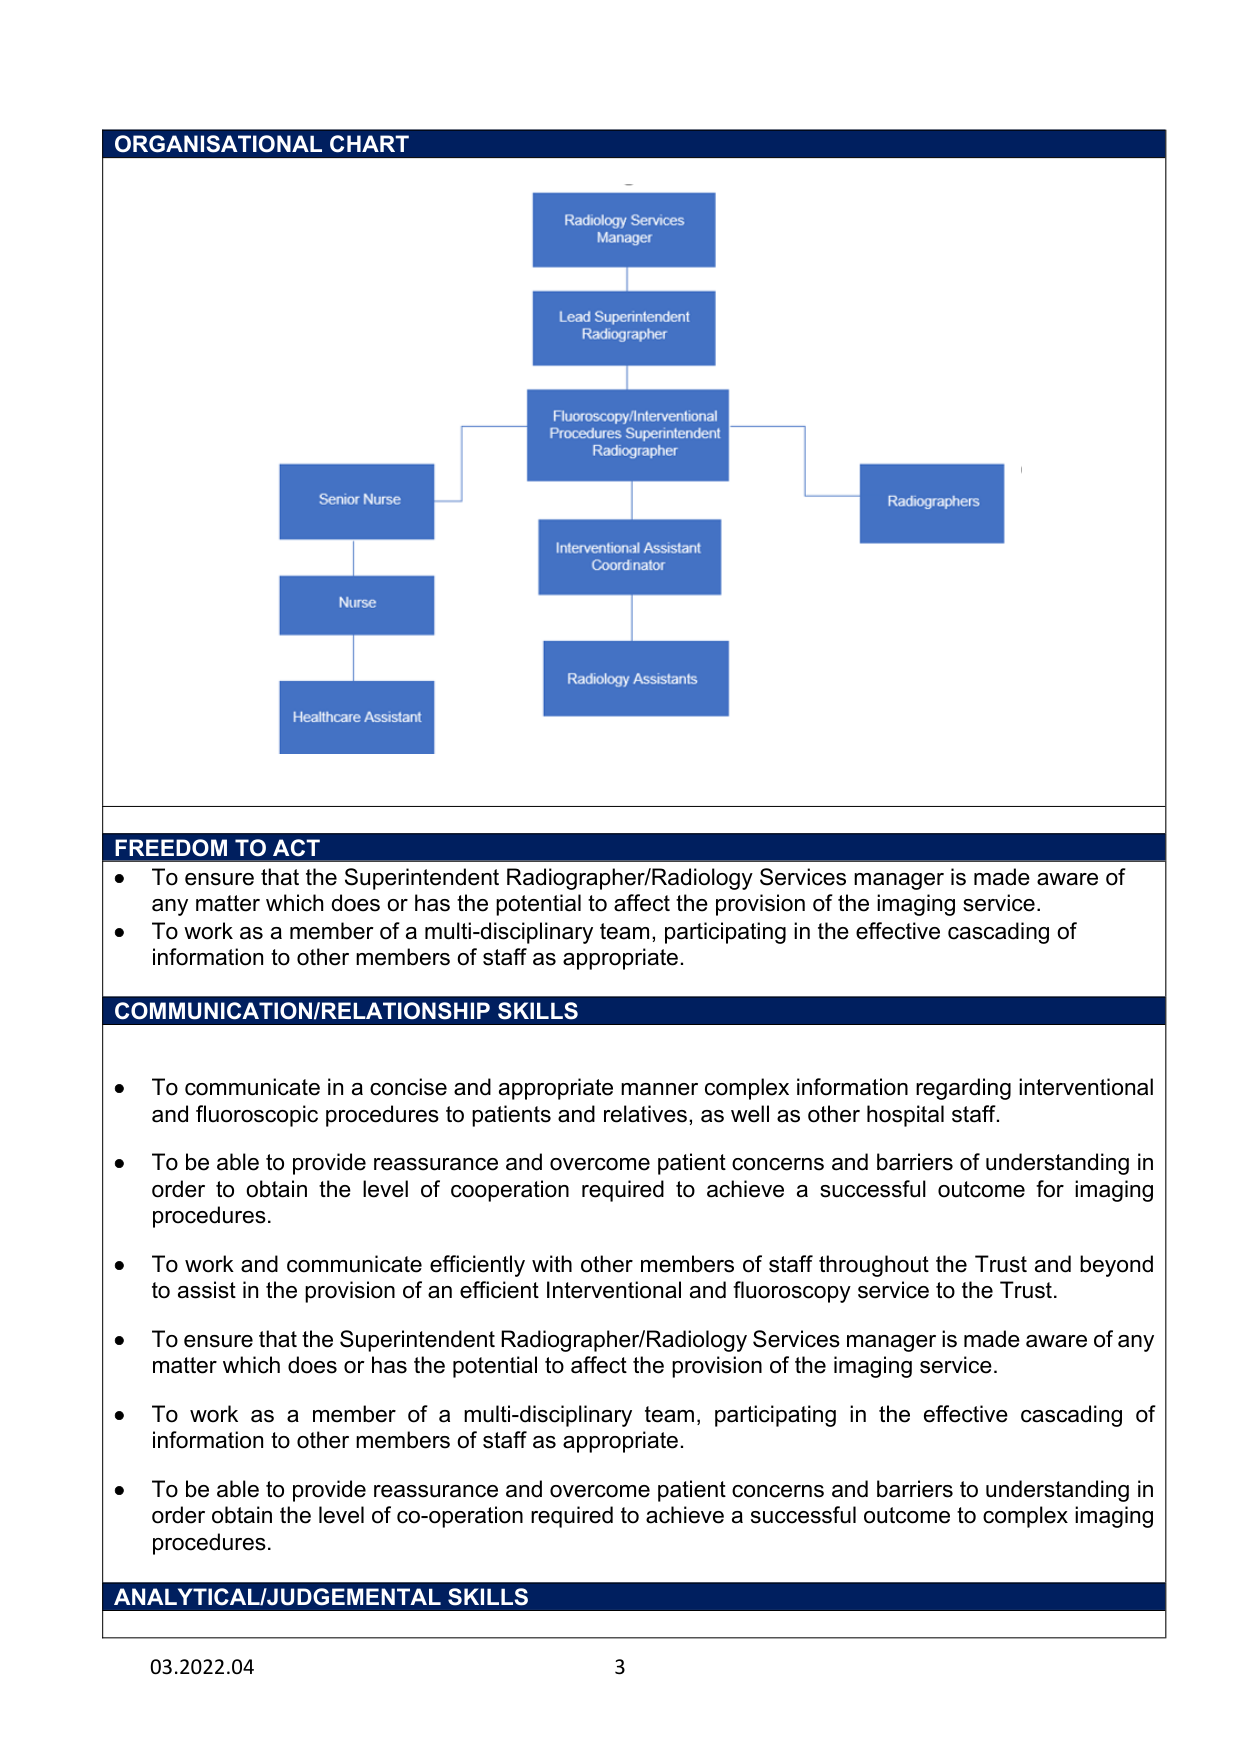 ORGANISATIONAL CHART
Radiology Services
Manager
Lead Superintendent
Radiographer
Fluoroscopy/Interventional
Procedures Superintendent
Radiographer
Senior Nurse
Radiographers
Interventional Assistant
Coordinator
Nurse
Radiology Assistants
Healthcare Assistant
FREEDOM TO ACT
• To ensure that the Superintendent Radiographer/Radiology Services manager is made aware of
any matter which does or has the potential to affect the provision of the imaging service.
• To work as a member of a multi-disciplinary team, participating in the effective cascading of
information to other members of staff as appropriate.
COMMUNICATION/RELATIONSHIP SKILLS
• To communicate in a concise and appropriate manner complex information regarding interventional
and fluoroscopic procedures to patients and relatives, as well as other hospital staff.
• To be able to provide reassurance and overcome patient concerns and barriers of understanding in
order to obtain the level of cooperation required to achieve a successful outcome for imaging
procedures.
• To work and communicate efficiently with other members of staff throughout the Trust and beyond
to assist in the provision of an efficient Interventional and fluoroscopy service to the Trust.
• To ensure that the Superintendent Radiographer/Radiology Services manager is made aware of any
matter which does or has the potential to affect the provision of the imaging service.
• To work as a member of a multi-disciplinary team, participating in the effective cascading of
information to other members of staff as appropriate.
• To be able to provide reassurance and overcome patient concerns and barriers to understanding in
order obtain the level of co-operation required to achieve a successful outcome to complex imaging
procedures.
ANALYTICAL/JUDGEMENTAL SKILLS
03.2022.04 3